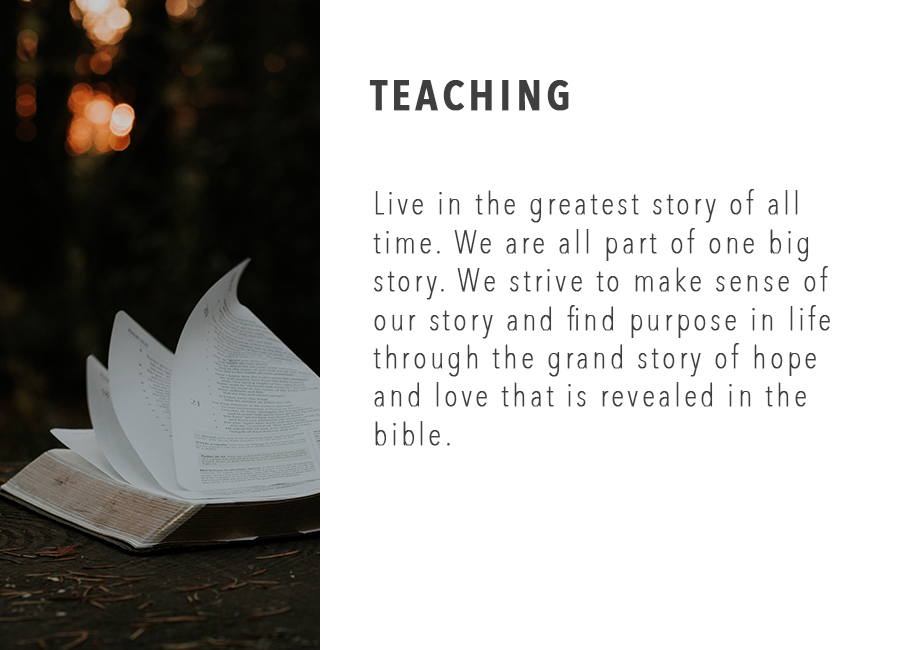 TEACHING
Live in the greatest story of all
time. We are all part of one big
story. We strive to make sense of
our story and find purpose in life
through the grand story of hope
and love that is revealed in the
bible.